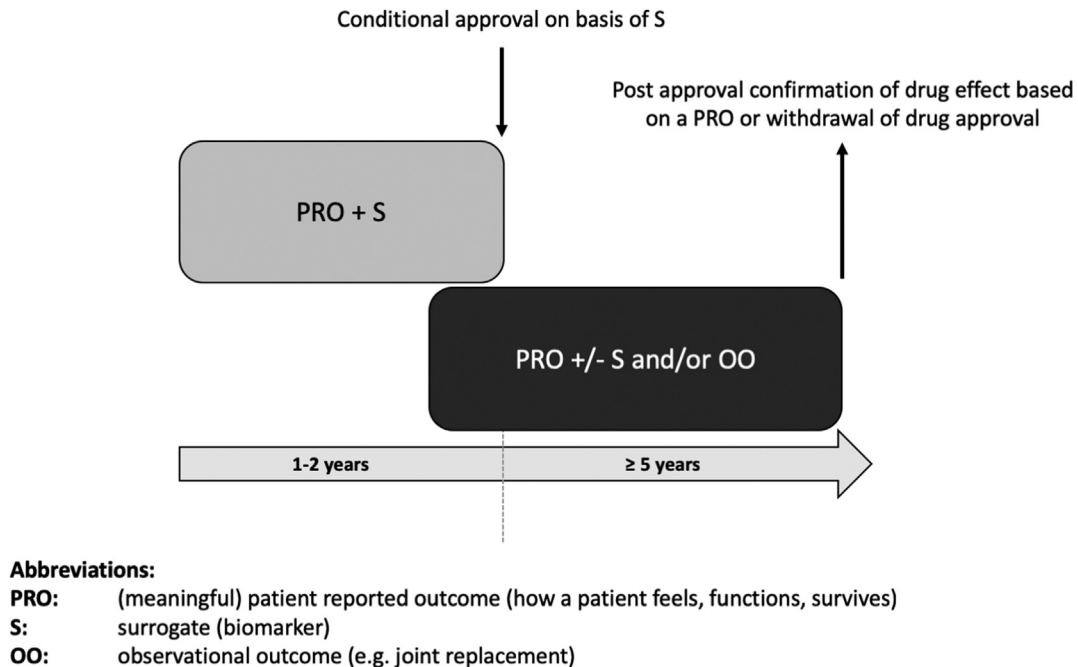 Conditional approval on basis of S
Post approval confirmation of drug effect based
on a PRO or withdrawal of drug approval
PRO + S
PRO +/- S and/or OO
1-2 years
≥ 5 years
Abbreviations:
PRO: (meaningful) patient reported outcome (how a patient feels, functions, survives)
S: surrogate (biomarker)
OO: observational outcome (e.g. joint replacement)